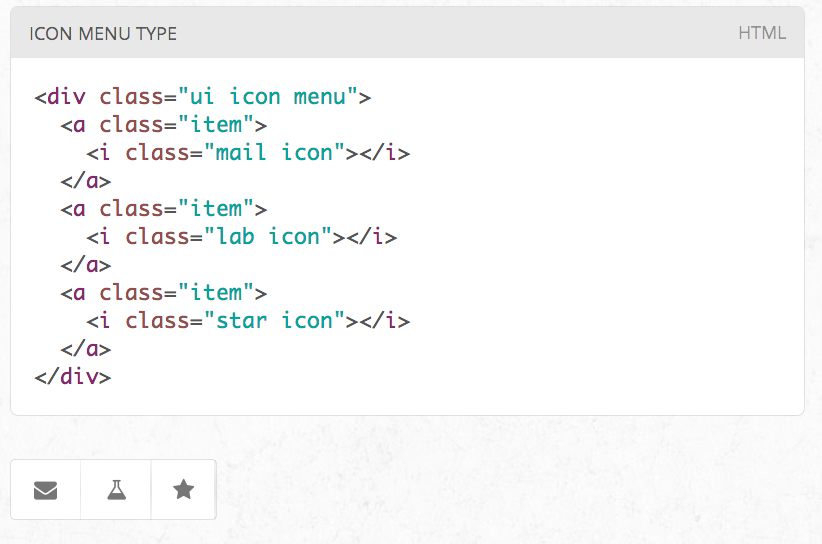 ICON MENU TYPE
HTML
<div class="ui icon menu">
  <a class="item">
    <i class="mail icon"></i>
  </a>
  <a class="item">
    <i class="lab icon"></i>
  </a>
  <a class="item">
    <i class="star icon"></i>
  </a>
</div>